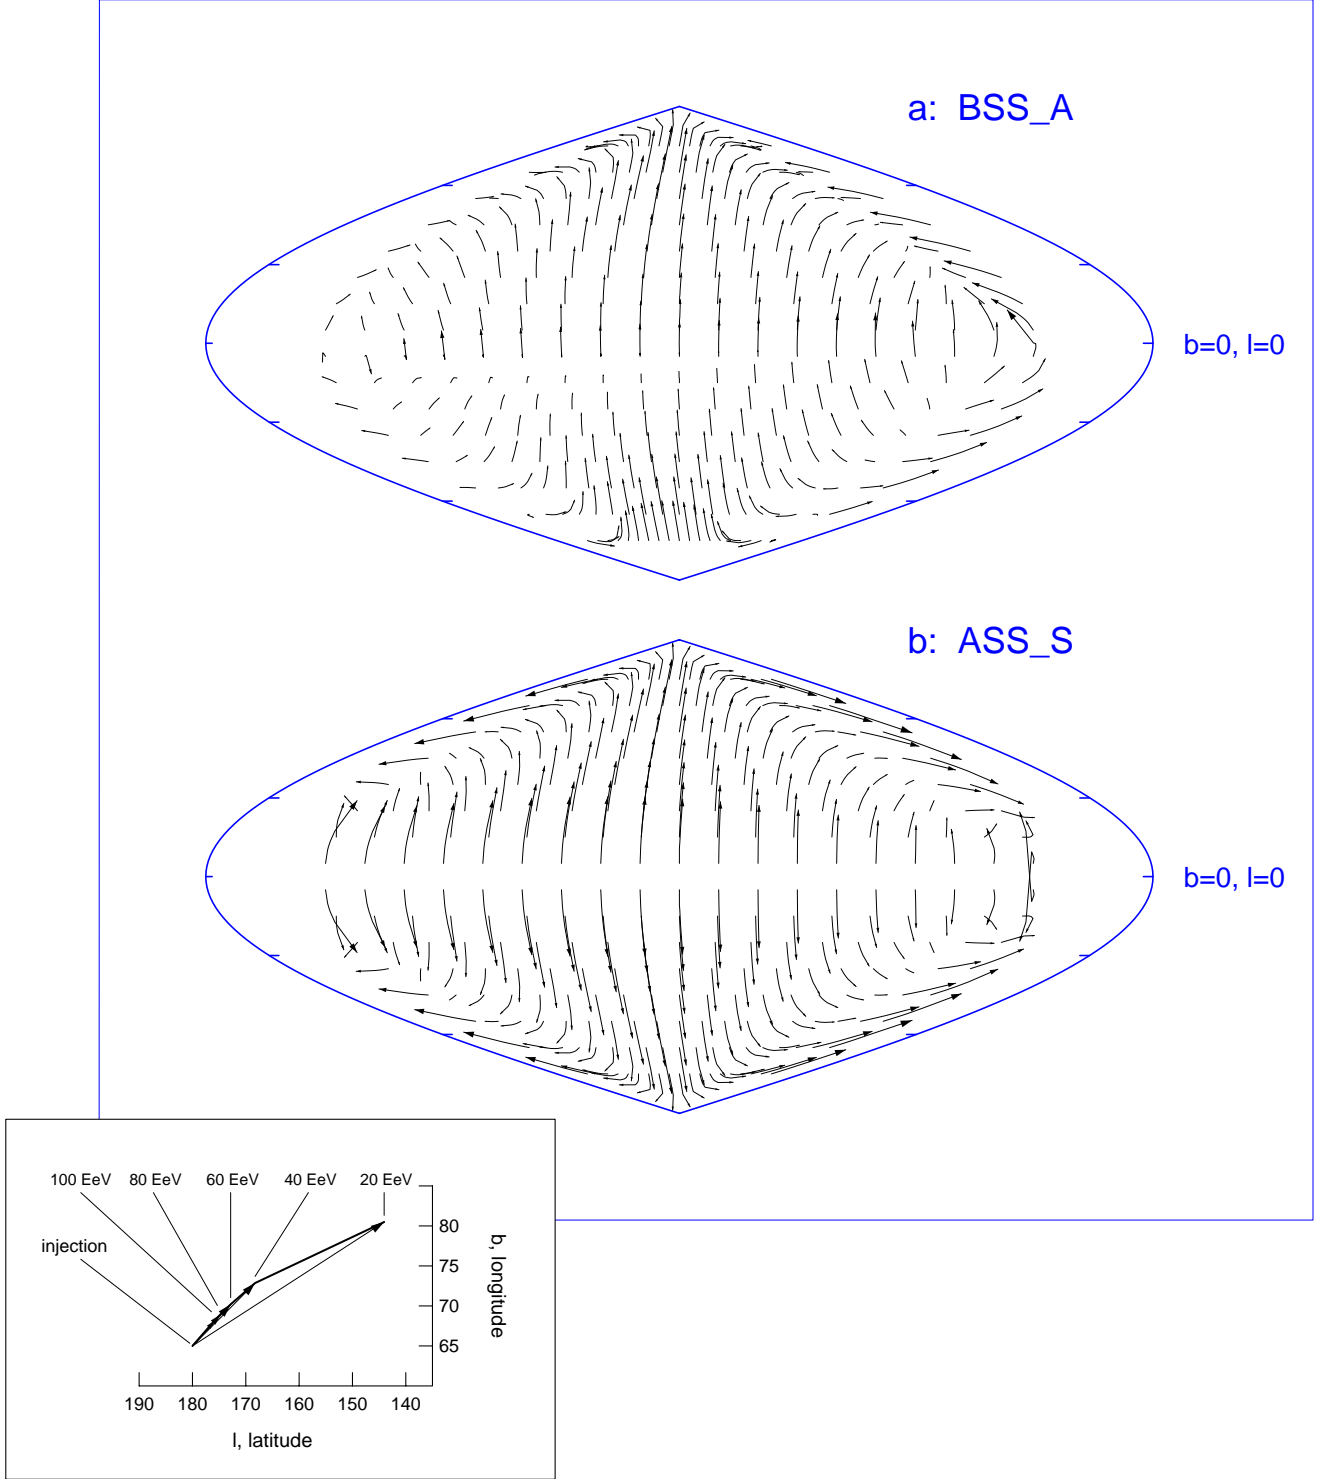 a: BSS_A
b=0, l=0
b: ASS_S
b=0, l=0
100 EeV 80 EeV 60 EeV 40 EeV 20 EeV
injection
80
75
70
65
b, longitude
190 180 170 160 150 140
l, latitude